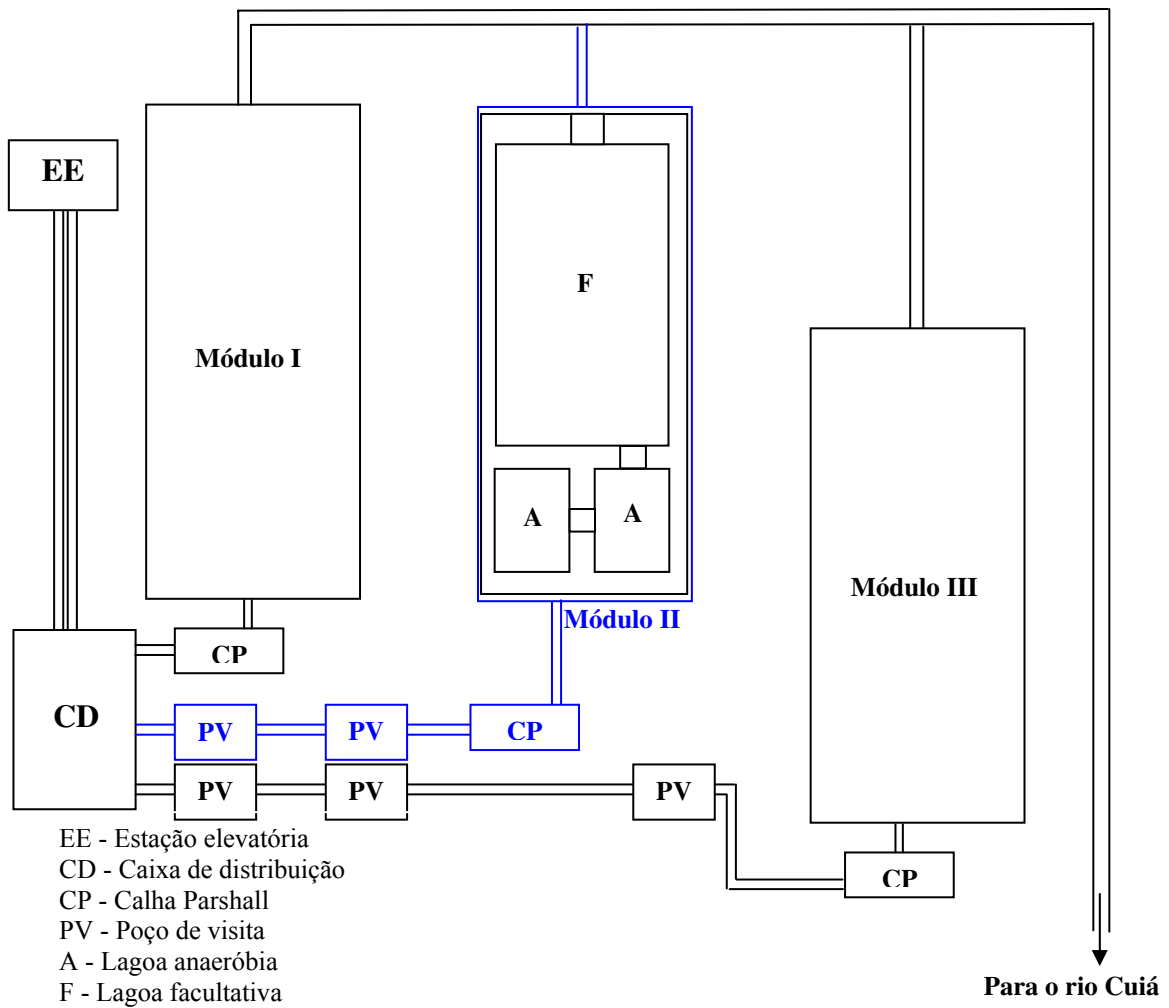 EE
F
Módulo I
A
A
Módulo III
Módulo II
CP
CD
PV
PV
CP
PV
PV
PV
CP
EE - Estação elevatória
CD - Caixa de distribuição
CP - Calha Parshall
PV - Poço de visita
A - Lagoa anaeróbia
F - Lagoa facultativa
Para o rio Cuiá